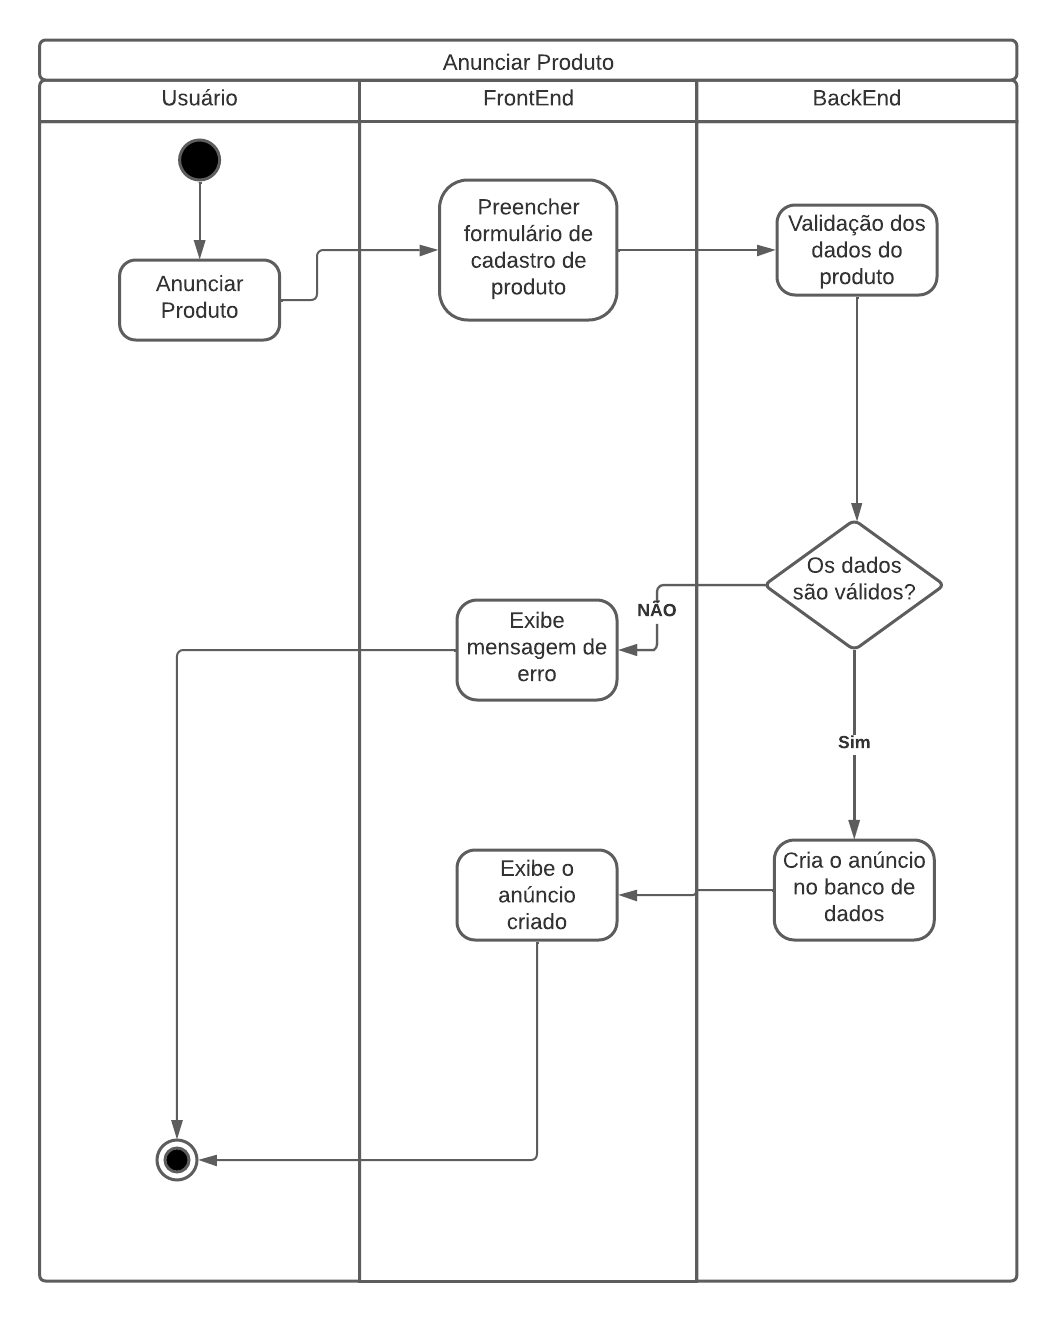 Anunciar Produto
Usuário
FrontEnd
BackEnd
Anunciar
Produto
Preencher
formulário de
cadastro de
produto
Validação dos
dados do
produto
Os dados
são válidos?
NÃO
Exibe
mensagem de
erro
Sim
Cria o anúncio
no banco de
dados
Exibe o
anúncio
criado